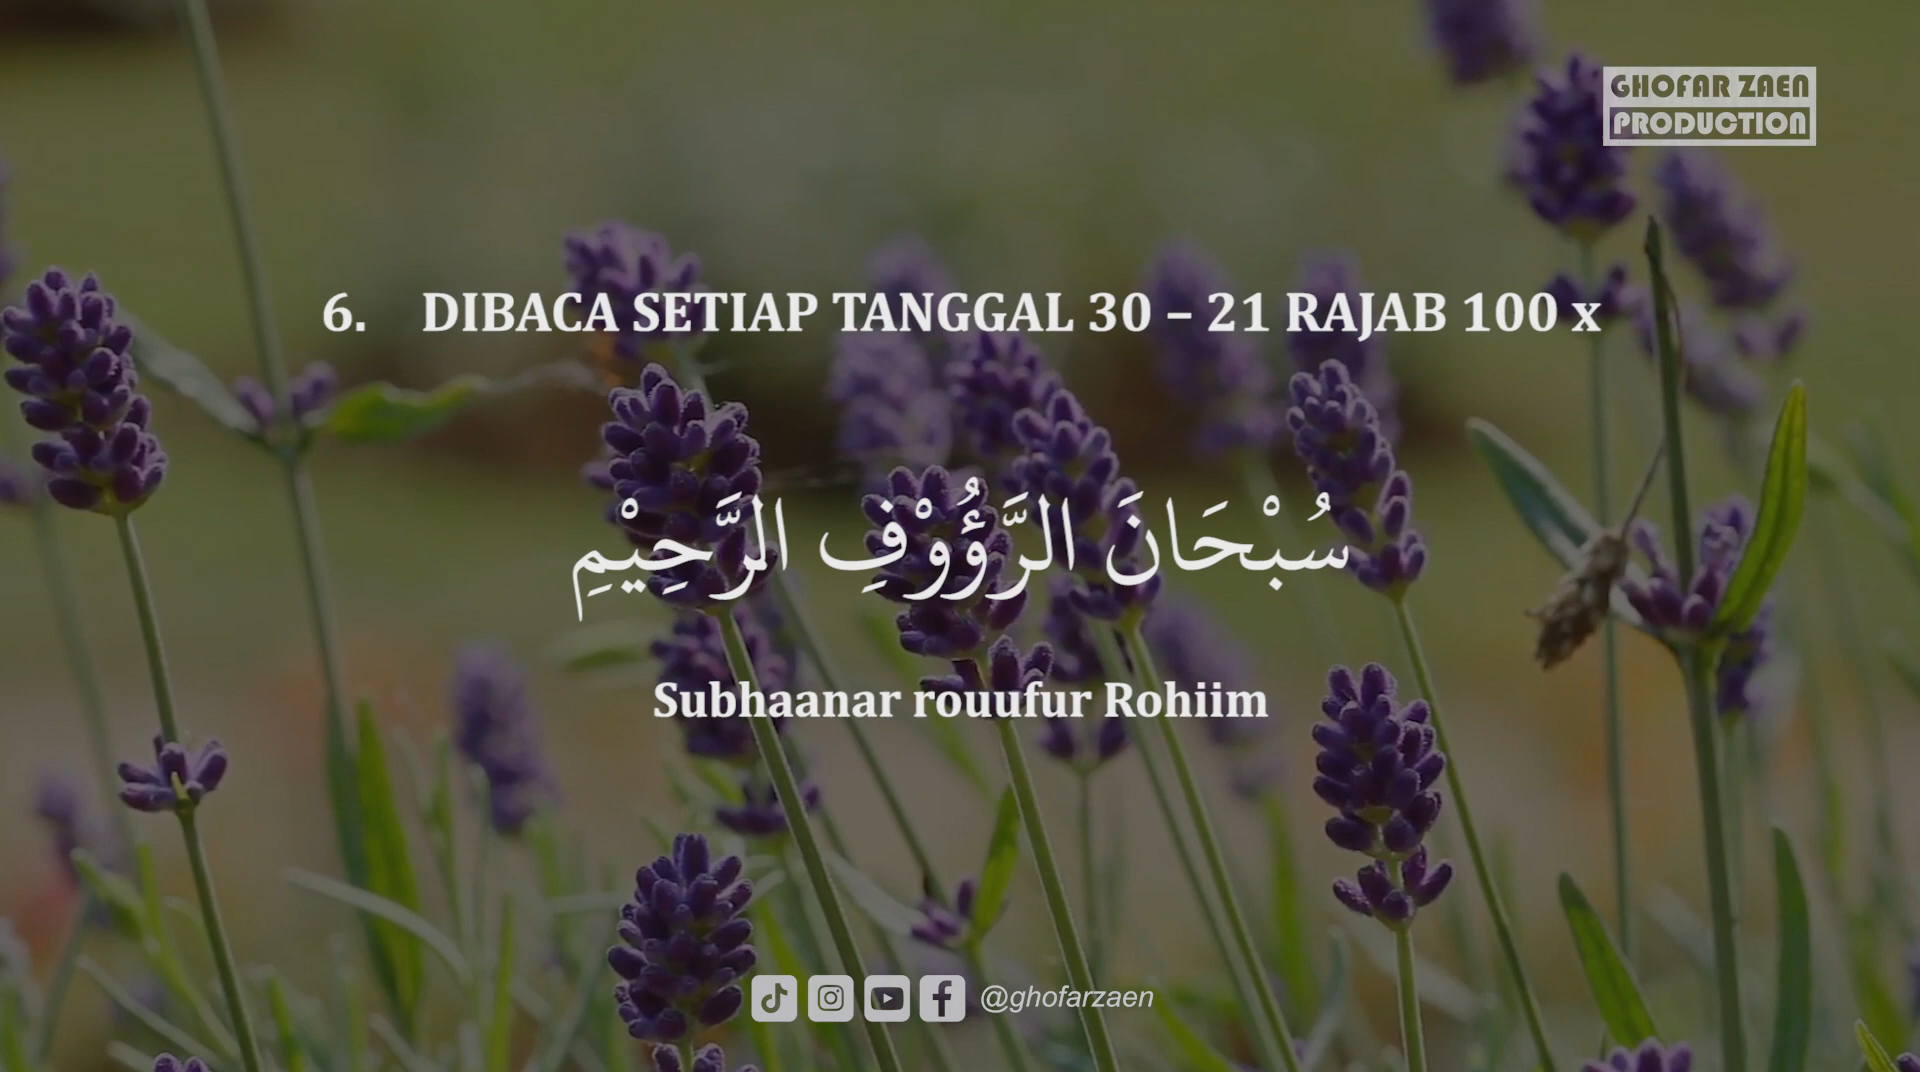 GHOFAR ZAEN
PRODUCTION
6. DIBACA SETIAP TANGGAL 30 – 21 RAJAB 100 x
سُبْحَانَ الرَّؤُوْفِ الرَّحِيْمِ
Subhaanar rouufur Rohiim
@ghofarzaen